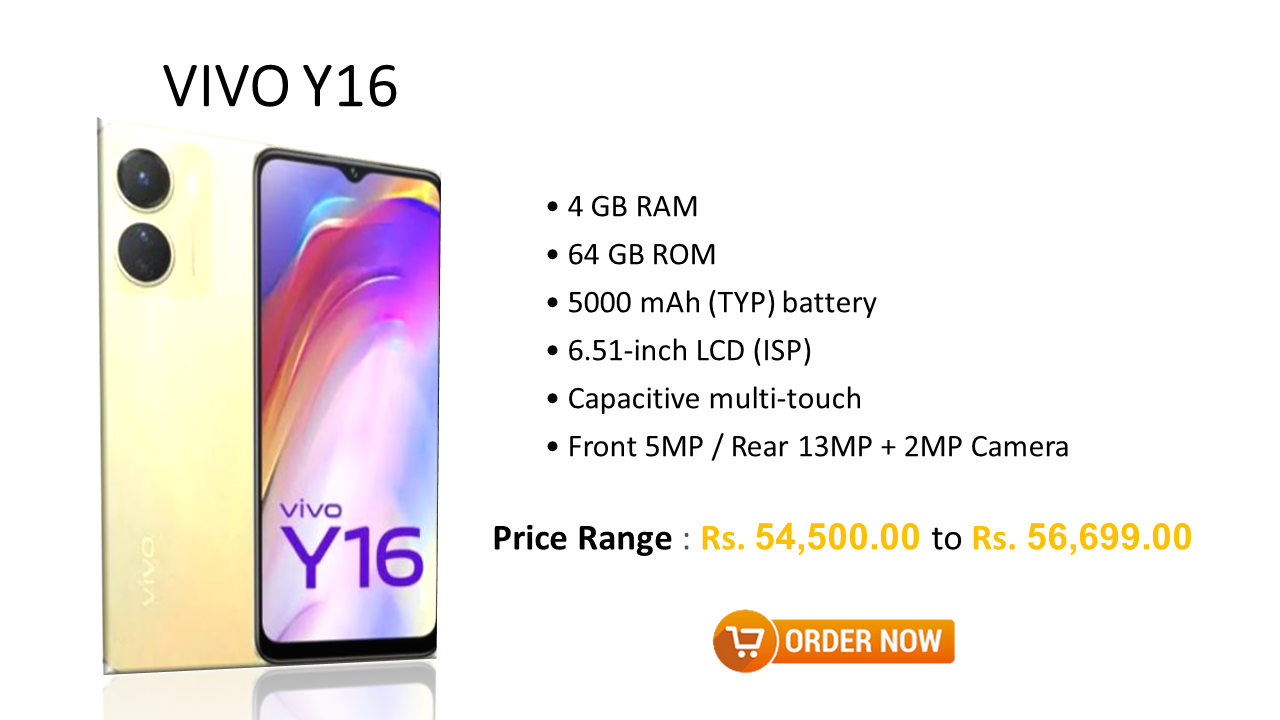 VIVO Y16
• 4 GB RAM
• 64 GB ROM
• 5000 mAh (TYP) battery
• 6.51-inch LCD (ISP)
• Capacitive multi-touch
• Front 5MP / Rear 13MP + 2MP Camera
vivo
vivo
Y16
Price Range : Rs. 54,500.00 to Rs. 56,699.00
ORDER NOW